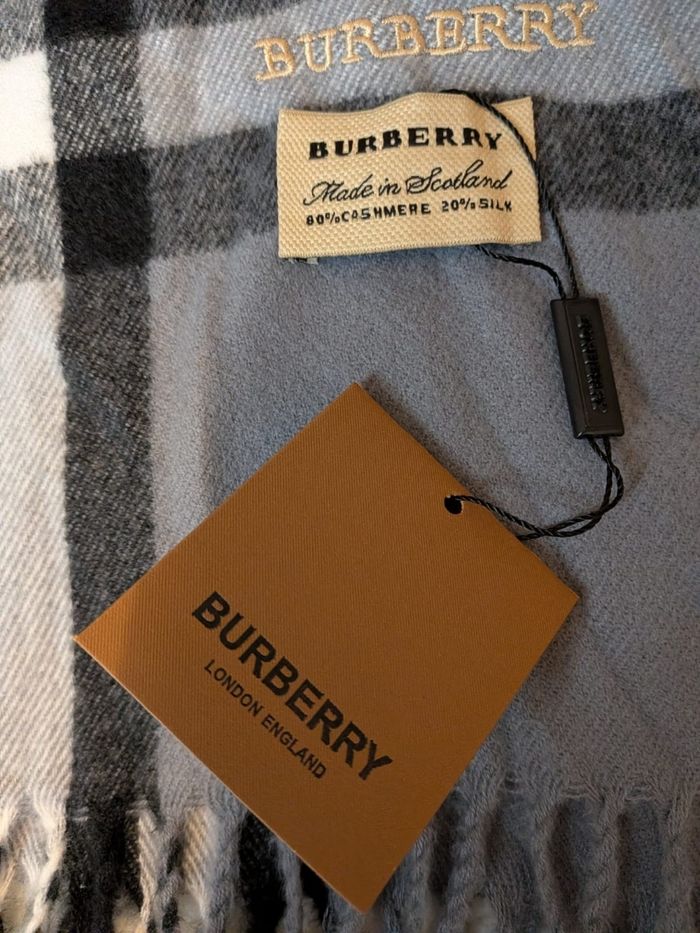 BURBERRY
BURBERRY
Made in Scotland
80% CASHMERE 20% SILK
BURBERRY
BURBERRY
LONDON ENGLAND